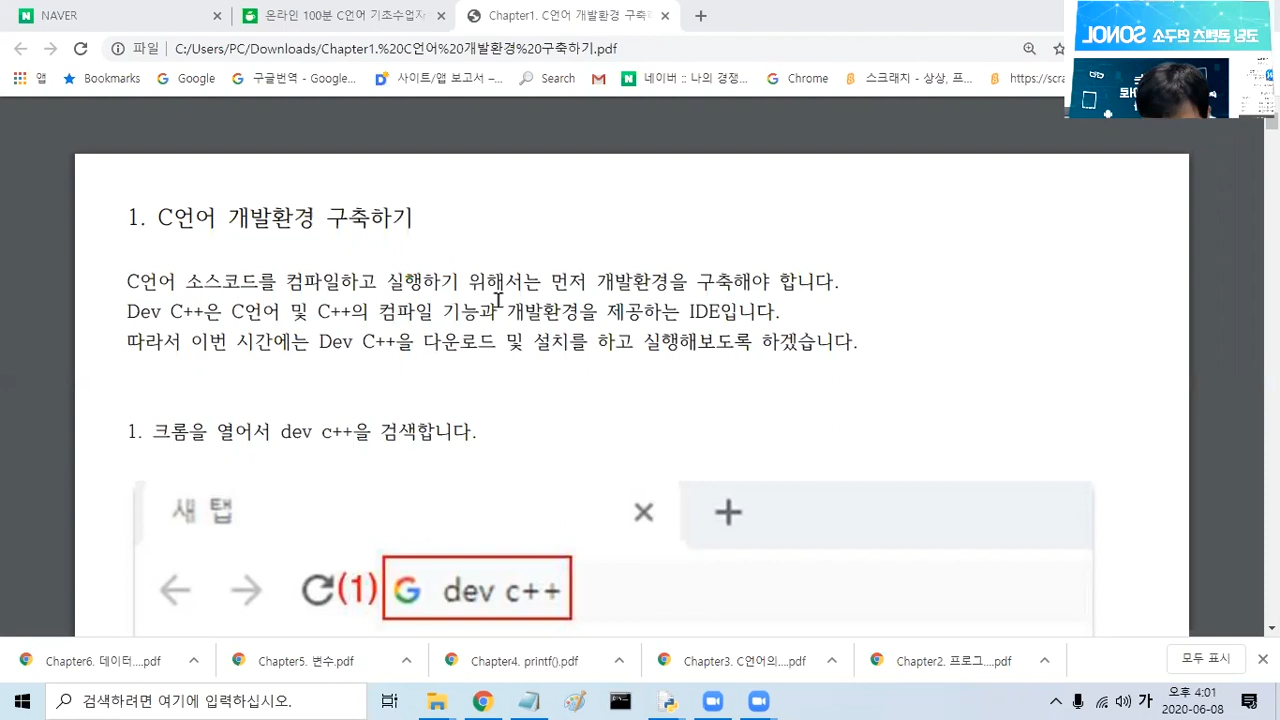 NAVER
온라인 100분 C언어 기초수업자
Chapter1. C언어 개발환경 구축하
파일
C:/Users/PC/Downloads/Chapter1.%20C언어%20개발환경%20구축하기.pdf
앱
Bookmarks
Google
구글번역 - Google...
사이트/앱 보고서 –...
Search
네이버 :: 나의 경쟁...
Chrome
스크래치 - 상상, 프...
https://scra
코딩 콘텐츠 연구소 SONOL
1. C언어 개발환경 구축하기
C언어 소스코드를 컴파일하고 실행하기 위해서는 먼저 개발환경을 구축해야 합니다.
Dev C++은 C언어 및 C++의 컴파일 기능과 개발환경을 제공하는 IDE입니다.
따라서 이번 시간에는 Dev C++을 다운로드 및 설치를 하고 실행해보도록 하겠습니다.
1. 크롬을 열어서 dev c++을 검색합니다.
새 탭
(1)
dev c++
Chapter6. 데이터....pdf
Chapter5. 변수.pdf
Chapter4. printf().pdf
Chapter3. C언어의....pdf
Chapter2. 프로그....pdf
모두 표시
검색하려면 여기에 입력하십시오.
가
오후 4:01
2020-06-08